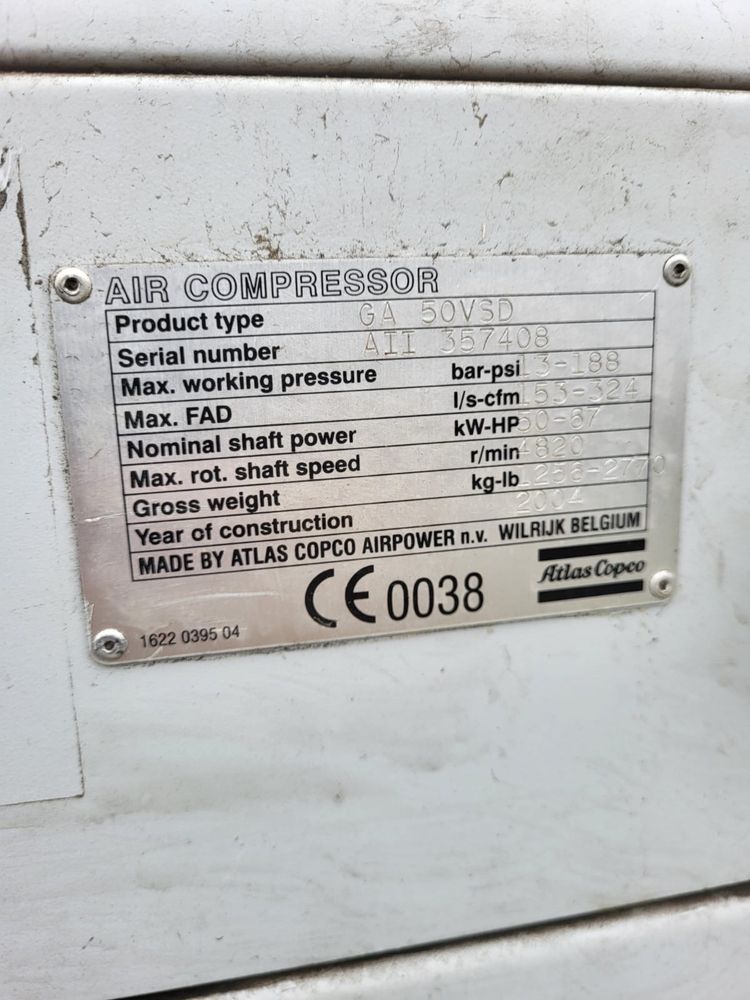 AIR COMPRESSOR
Product type GA 50VSD
Serial number AII 357408
Max. working pressure bar-psi 13-188
Max. FAD l/s-cfm 153-324
Nominal shaft power kW-HP 50-67
Max. rot. shaft speed r/min 4820
Gross weight kg-lb 1256-2770
Year of construction 2004
MADE BY ATLAS COPCO AIRPOWER n.v. WILRIJK BELGIUM
CE 0038
Atlas Copco
1622 0395 04